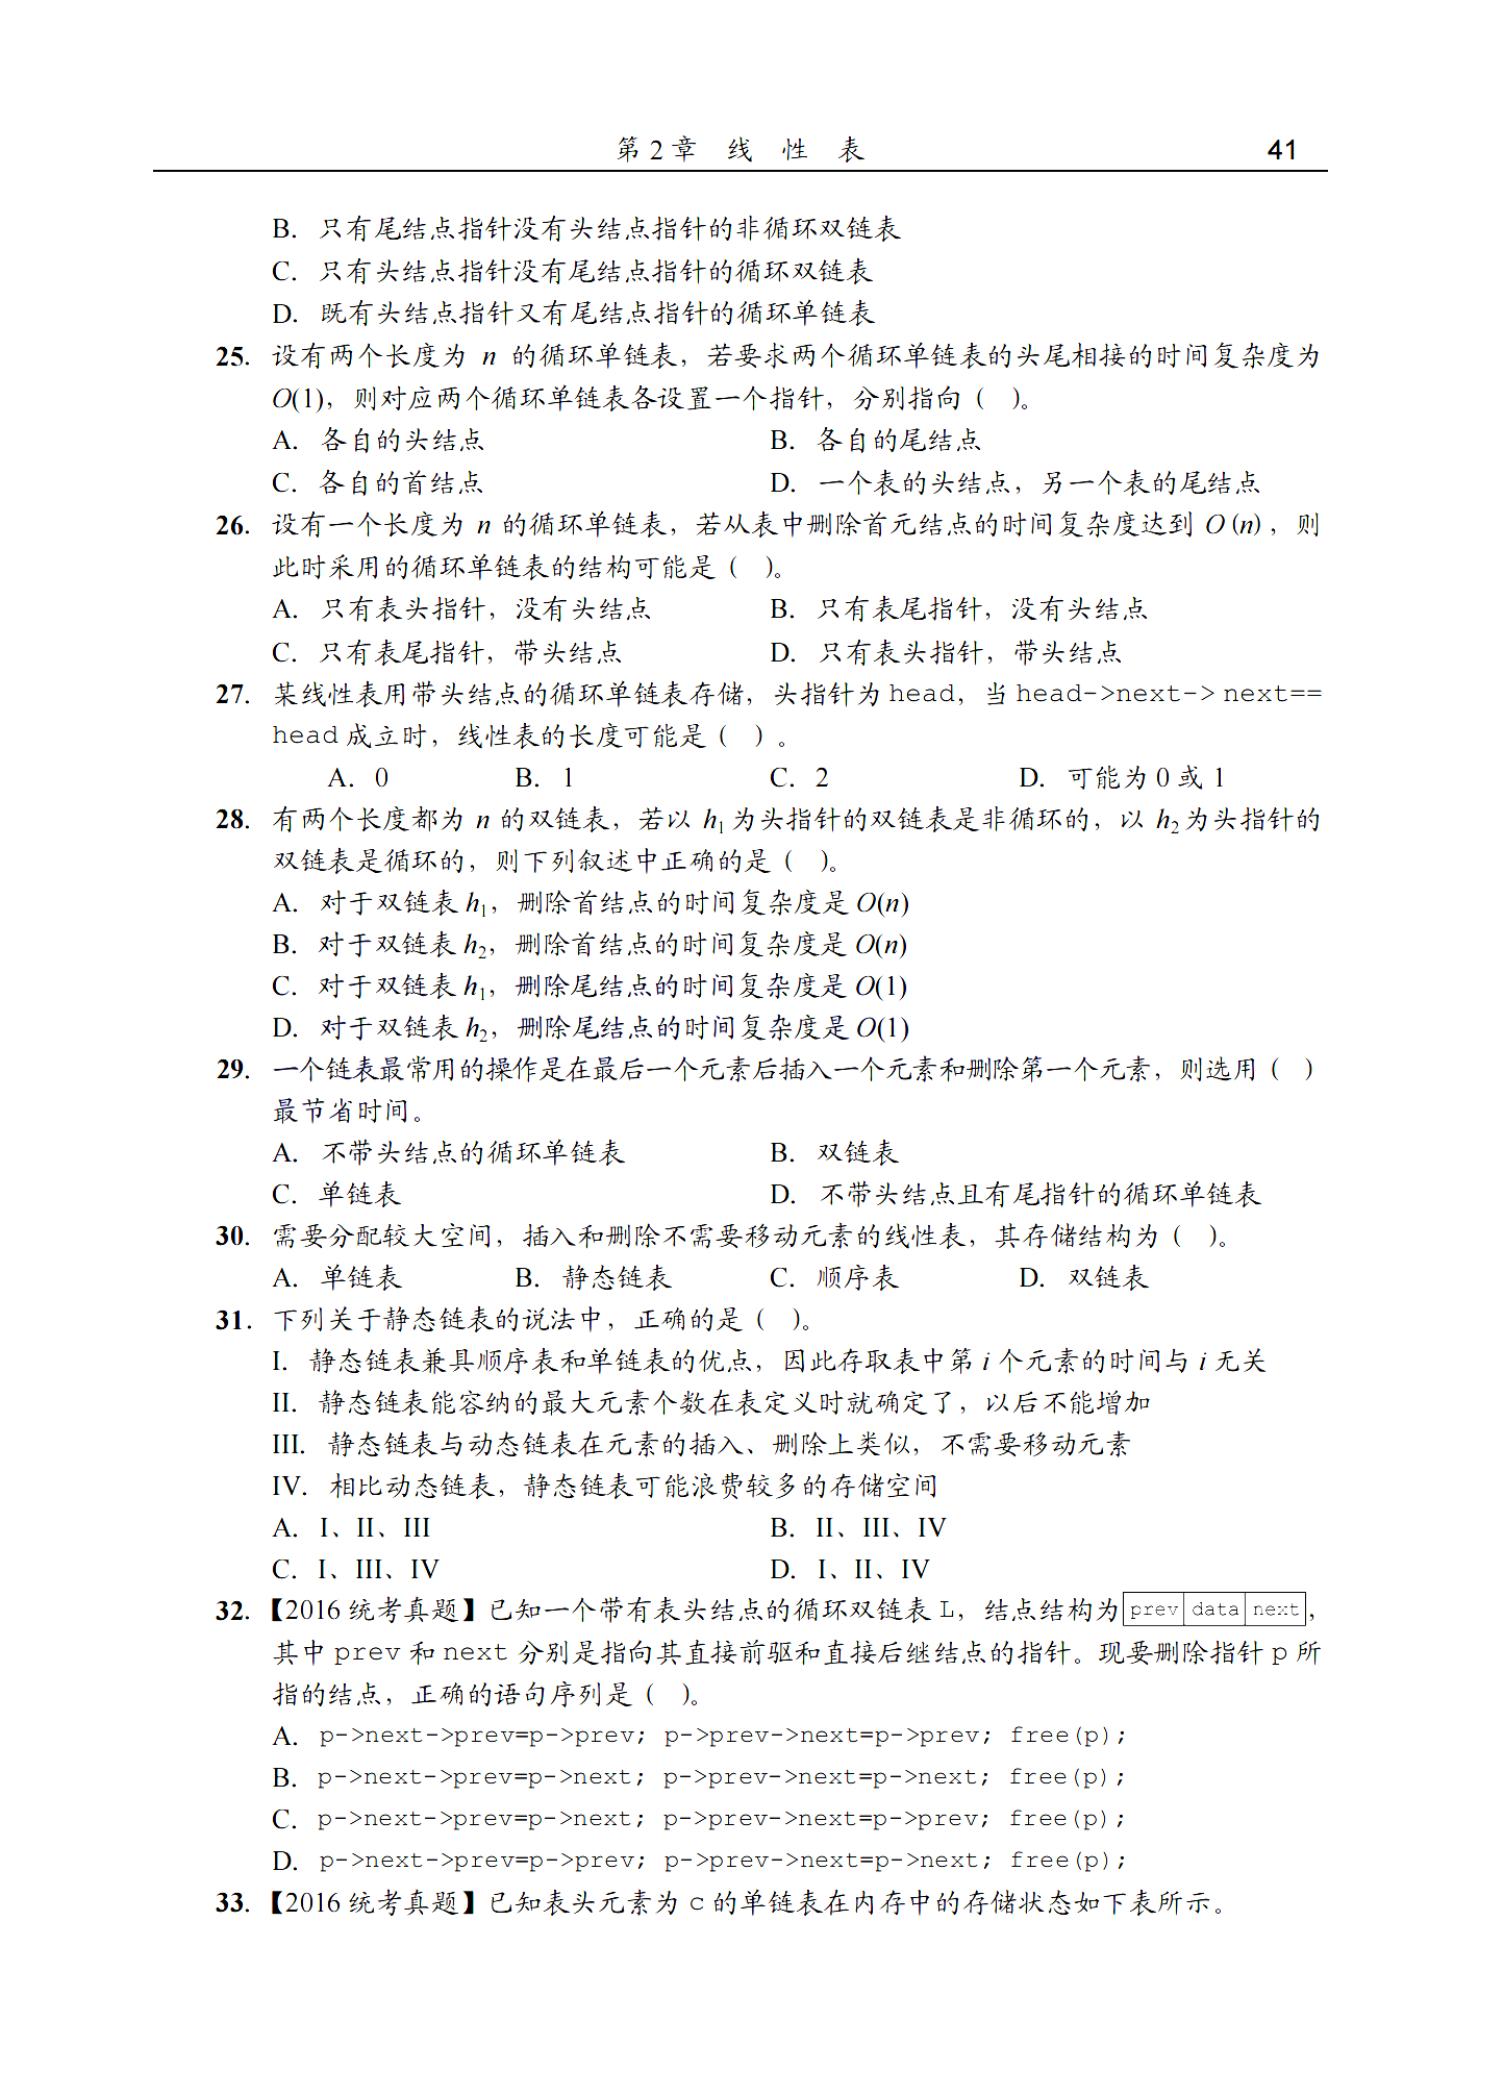 第 2 章 线 性 表 41
B. 只有尾结点指针没有头结点指针的非循环双链表
C. 只有头结点指针没有尾结点指针的循环双链表
D. 既有头结点指针又有尾结点指针的循环单链表
25. 设有两个长度为 n 的循环单链表，若要求两个循环单链表的头尾相接的时间复杂度为
O(1)，则对应两个循环单链表各设置一个指针，分别指向（ ）。
A. 各自的头结点 B. 各自的尾结点
C. 各自的首结点 D. 一个表的头结点，另一个表的尾结点
26. 设有一个长度为 n 的循环单链表，若从表中删除首元结点的时间复杂度达到 O(n)，则
此时采用的循环单链表的结构可能是（ ）。
A. 只有表头指针，没有头结点 B. 只有表尾指针，没有头结点
C. 只有表尾指针，带头结点 D. 只有表头指针，带头结点
27. 某线性表用带头结点的循环单链表存储，头指针为 head，当 head->next-> next==
head 成立时，线性表的长度可能是（ ）。
A. 0 B. 1 C. 2 D. 可能为 0 或 1
28. 有两个长度都为 n 的双链表，若以 h₁为头指针的双链表是非循环的，以 h₂为头指针的
双链表是循环的，则下列叙述中正确的是（ ）。
A. 对于双链表 h₁，删除首结点的时间复杂度是 O(n)
B. 对于双链表 h₂，删除首结点的时间复杂度是 O(n)
C. 对于双链表 h₁，删除尾结点的时间复杂度是 O(1)
D. 对于双链表 h₂，删除尾结点的时间复杂度是 O(1)
29. 一个链表最常用的操作是在最后一个元素后插入一个元素和删除第一个元素，则选用（ ）
最节省时间。
A. 不带头结点的循环单链表 B. 双链表
C. 单链表 D. 不带头结点且有尾指针的循环单链表
30. 需要分配较大空间，插入和删除不需要移动元素的线性表，其存储结构为（ ）。
A. 单链表 B. 静态链表 C. 顺序表 D. 双链表
31. 下列关于静态链表的说法中，正确的是（ ）。
I. 静态链表兼具顺序表和单链表的优点，因此存取表中第 i 个元素的时间与 i 无关
II. 静态链表能容纳的最大元素个数在表定义时就确定了，以后不能增加
III. 静态链表与动态链表在元素的插入、删除上类似，不需要移动元素
IV. 相比动态链表，静态链表可能浪费较多的存储空间
A. I、II、III B. II、III、IV
C. I、III、IV D. I、II、IV
32. 【2016 统考真题】已知一个带有表头结点的循环双链表 L，结点结构为 prev data next，
其中 prev 和 next 分别是指向其直接前驱和直接后继结点的指针。现要删除指针 p 所
指的结点，正确的语句序列是（ ）。
A. p->next->prev=p->prev; p->prev->next=p->prev; free(p);
B. p->next->prev=p->next; p->prev->next=p->next; free(p);
C. p->next->prev=p->next; p->prev->next=p->prev; free(p);
D. p->next->prev=p->prev; p->prev->next=p->next; free(p);
33. 【2016 统考真题】已知表头元素为 c 的单链表在内存中的存储状态如下表所示。